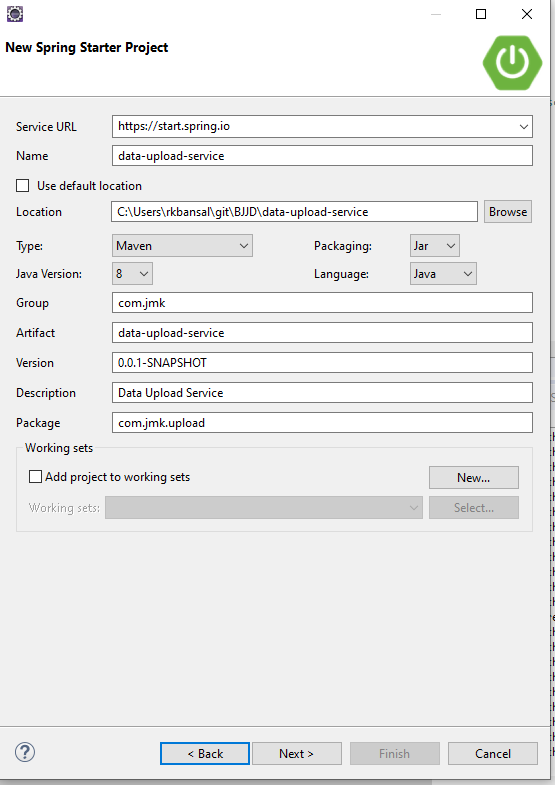 New Spring Starter Project
Service URL https://start.spring.io
Name data-upload-service
Use default location
Location C:\Users\rkbansal\git\BJJD\data-upload-service Browse
Type: Maven Packaging: Jar
Java Version: 8 Language: Java
Group com.jmk
Artifact data-upload-service
Version 0.0.1-SNAPSHOT
Description Data Upload Service
Package com.jmk.upload
Working sets
Add project to working sets New...
Working sets: Select...
? < Back Next > Finish Cancel